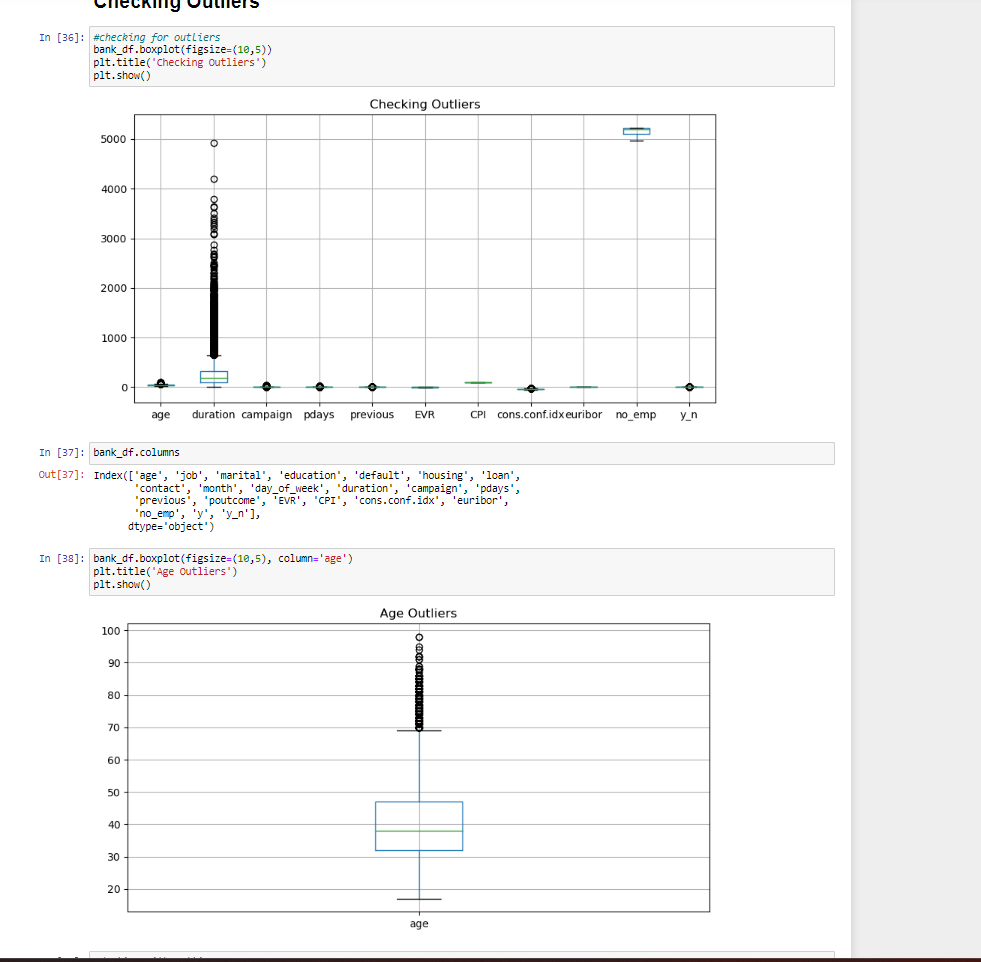 Checking Outliers
In [36]: #checking for outliers
bank_df.boxplot(figsize=(10,5))
plt.title('Checking Outliers')
plt.show()
Checking Outliers
5000
4000
3000
2000
1000
0
age duration campaign pdays previous EVR CPI cons.conf.idx euribor no_emp y_n
In [37]: bank_df.columns
Out[37]: Index(['age', 'job', 'marital', 'education', 'default', 'housing', 'loan',
'contact', 'month', 'day_of_week', 'duration', 'campaign', 'pdays',
'previous', 'poutcome', 'EVR', 'CPI', 'cons.conf.idx', 'euribor',
'no_emp', 'y', 'y_n'],
dtype='object')
In [38]: bank_df.boxplot(figsize=(10,5), column='age')
plt.title('Age Outliers')
plt.show()
Age Outliers
100
90
80
70
60
50
40
30
20
age